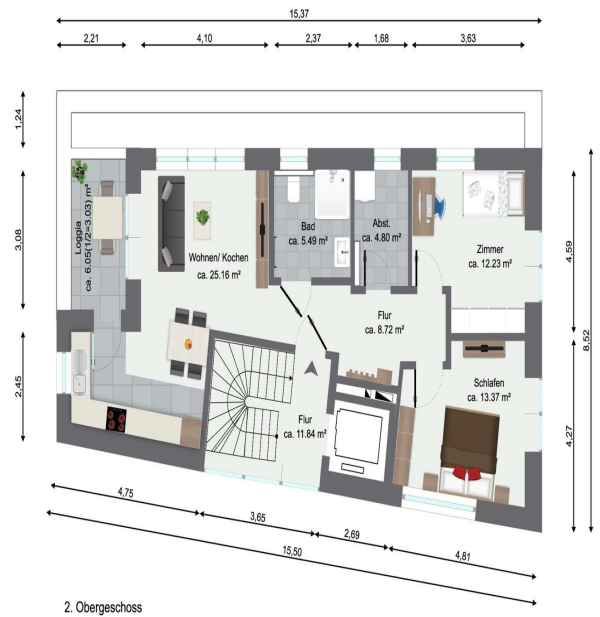 15,37
2,21
4,10
2,37
1,68
3,63
1,24
3,08
2,45
Loggia
ca. 6.05(1/2=3.03) m²
Wohnen/ Kochen
ca. 25.16 m²
Bad
ca. 5.49 m²
Abst.
ca. 4.80 m²
Zimmer
ca. 12.23 m²
Flur
ca. 8.72 m²
Schlafen
ca. 13.37 m²
Flur
ca. 11.84 m²
4,59
8,52
4,27
4,75
3,65
2,69
4,81
15,50
2. Obergeschoss